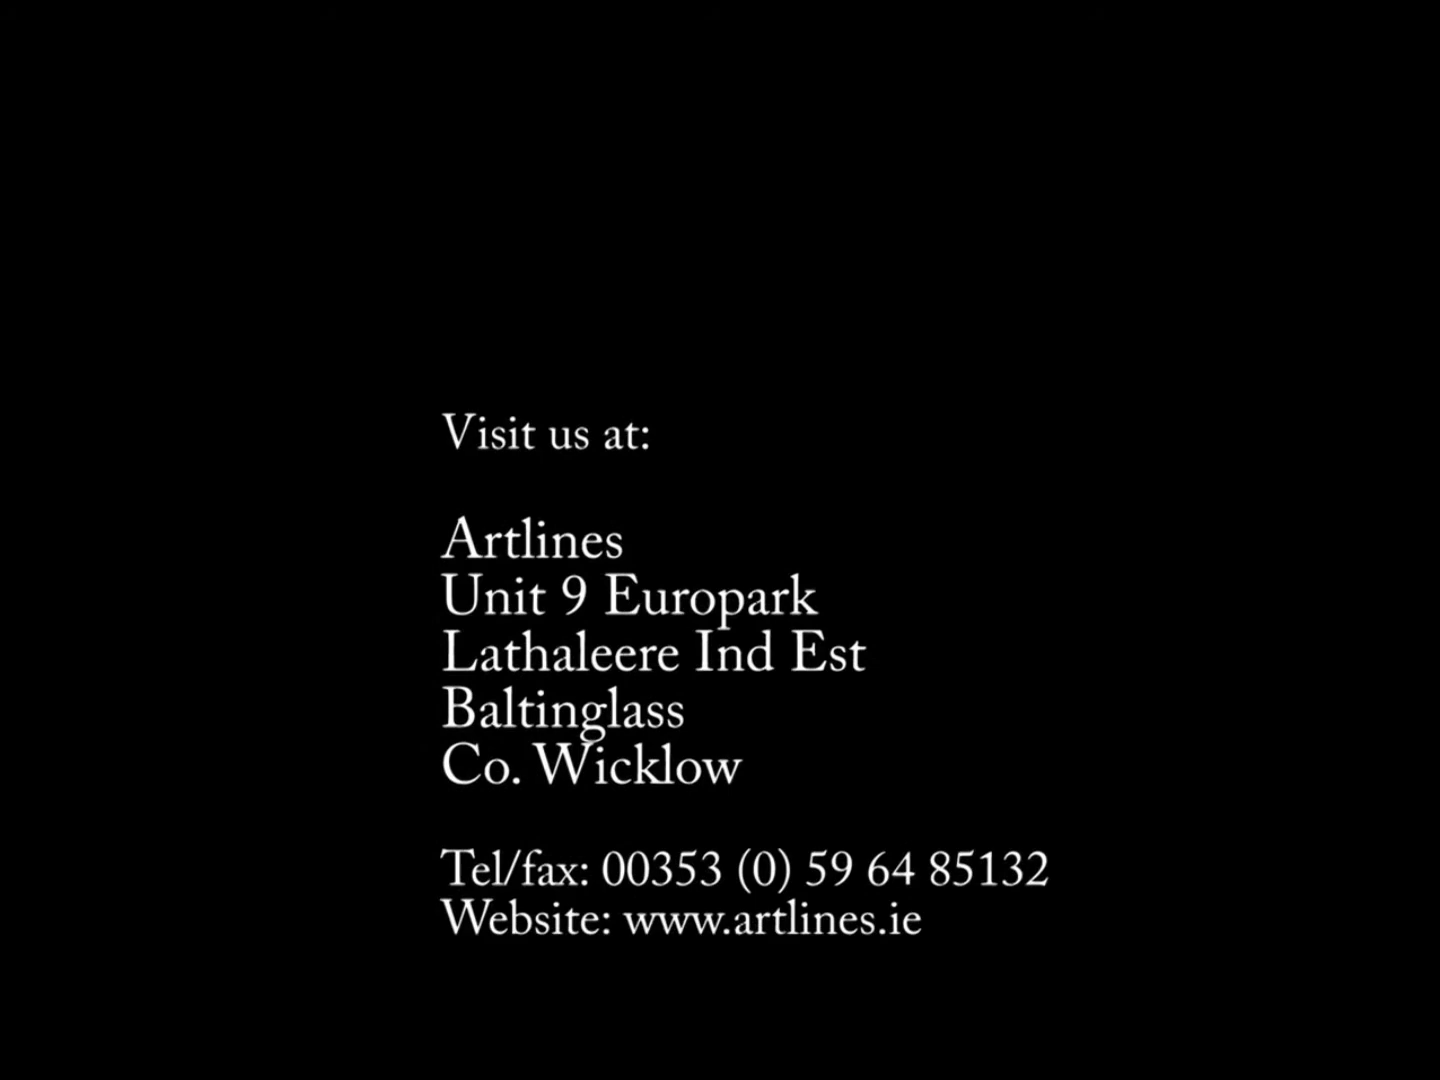 Visit us at:
Artlines
Unit 9 Europark
Lathaleere Ind Est
Baltinglass
Co. Wicklow
Tel/fax: 00353 (0) 59 64 85132
Website: www.artlines.ie